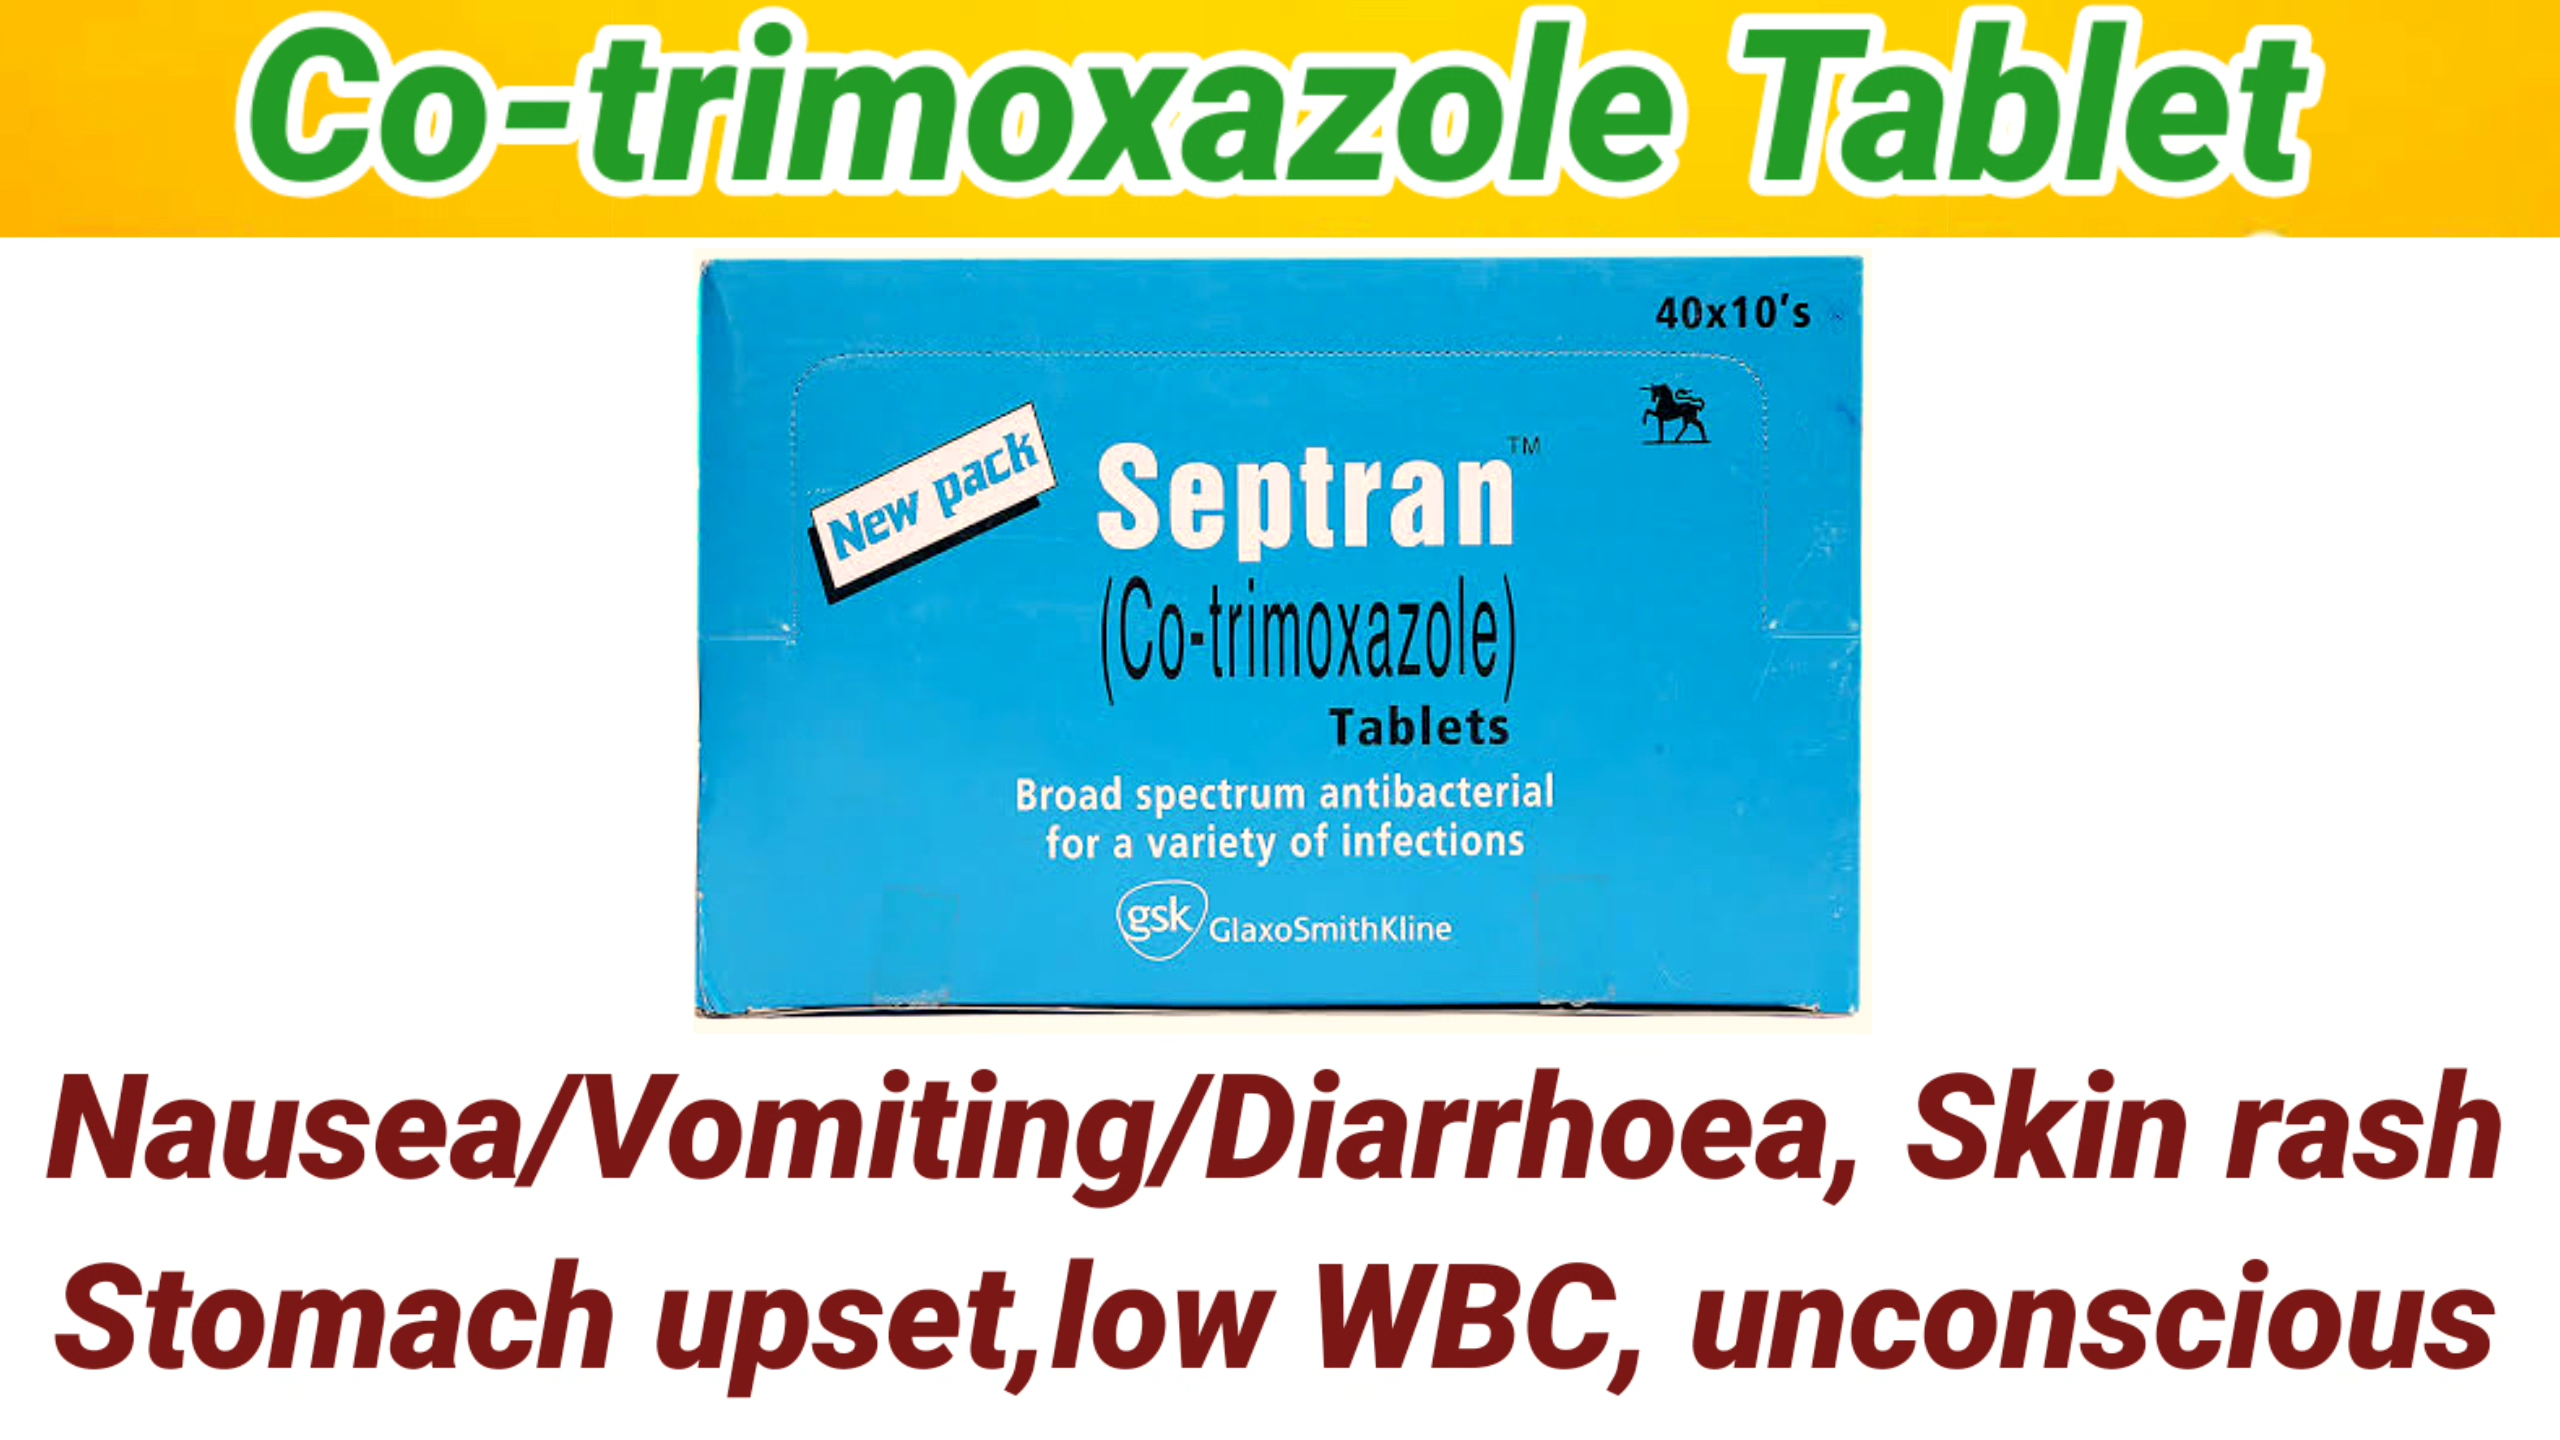 Co-trimoxazole Tablet
40x10's
New pack
Septran™
(Co-trimoxazole)
Tablets
Broad spectrum antibacterial
for a variety of infections
gsk GlaxoSmithKline
Nausea/Vomiting/Diarrhoea, Skin rash
Stomach upset,low WBC, unconscious